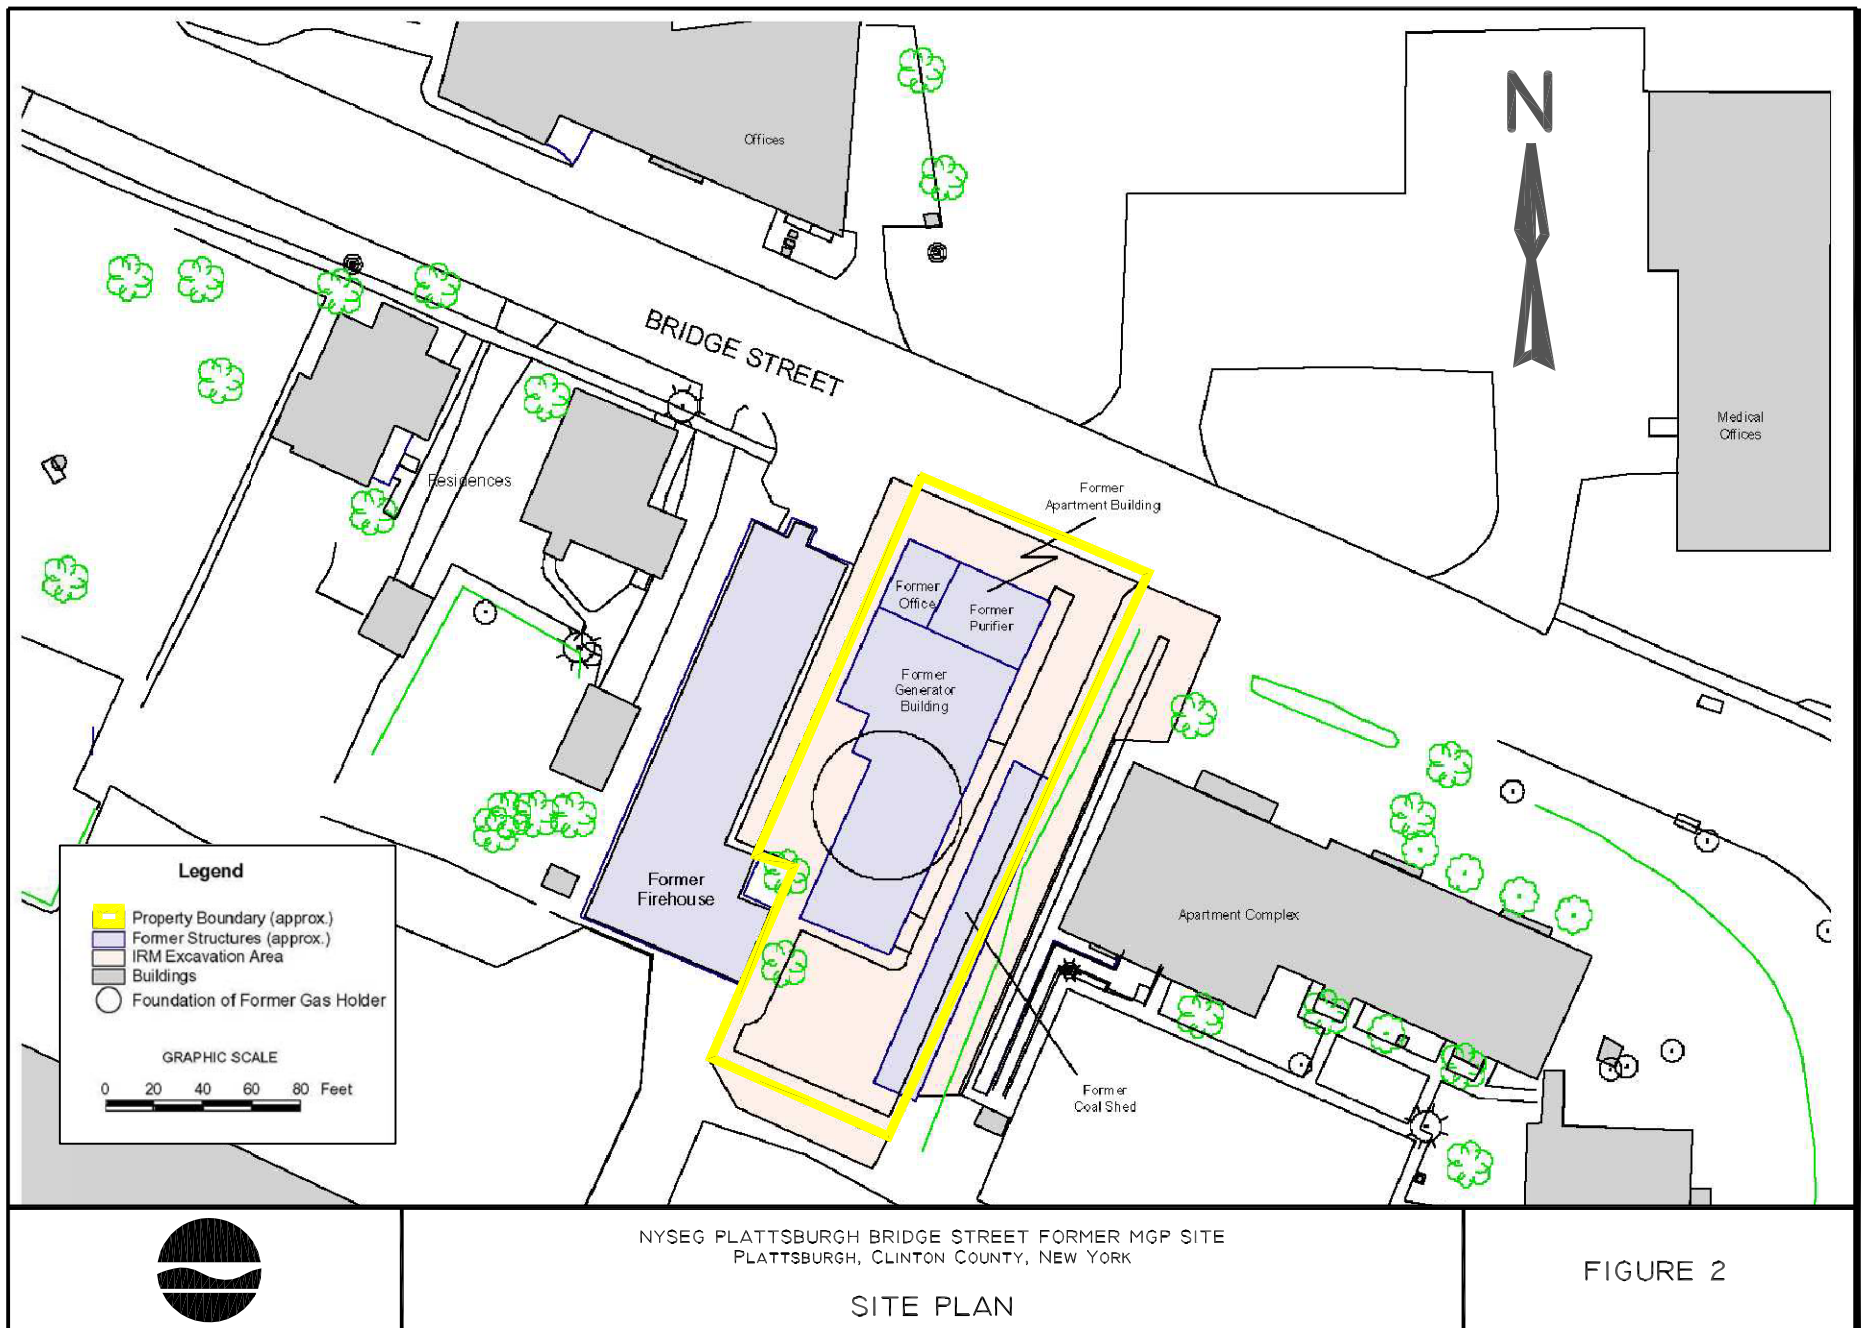 Offices
N
BRIDGE STREET
Medical
Offices
Residences
Former
Apartment Building
Former
Office
Former
Purifier
Former
Generator
Building
Former
Firehouse
Apartment Complex
Former
Coal Shed
Legend
Property Boundary (approx.)
Former Structures (approx.)
IRM Excavation Area
Buildings
Foundation of Former Gas Holder
GRAPHIC SCALE
0 20 40 60 80 Feet
NYSEG PLATTSBURGH BRIDGE STREET FORMER MGP SITE
PLATTSBURGH, CLINTON COUNTY, NEW YORK
SITE PLAN
FIGURE 2